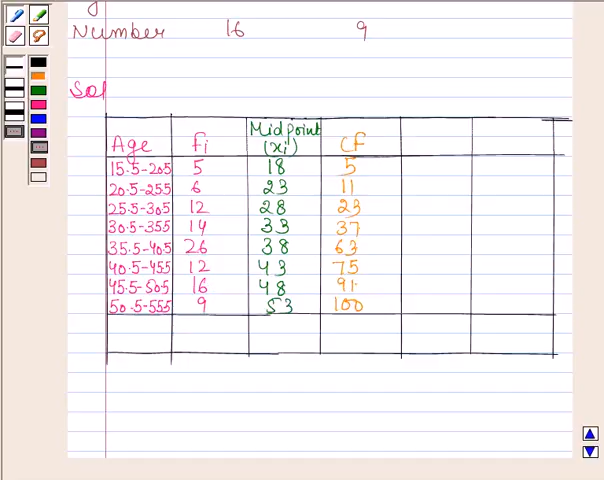 Number 16 9
Sol
Age fi Midpoint (xi) Cf
15.5-20.5 5 18 5
20.5-25.5 6 23 11
25.5-30.5 12 28 23
30.5-35.5 14 33 37
35.5-40.5 26 38 63
40.5-45.5 12 43 75
45.5-50.5 16 48 91
50.5-55.5 9 53 100